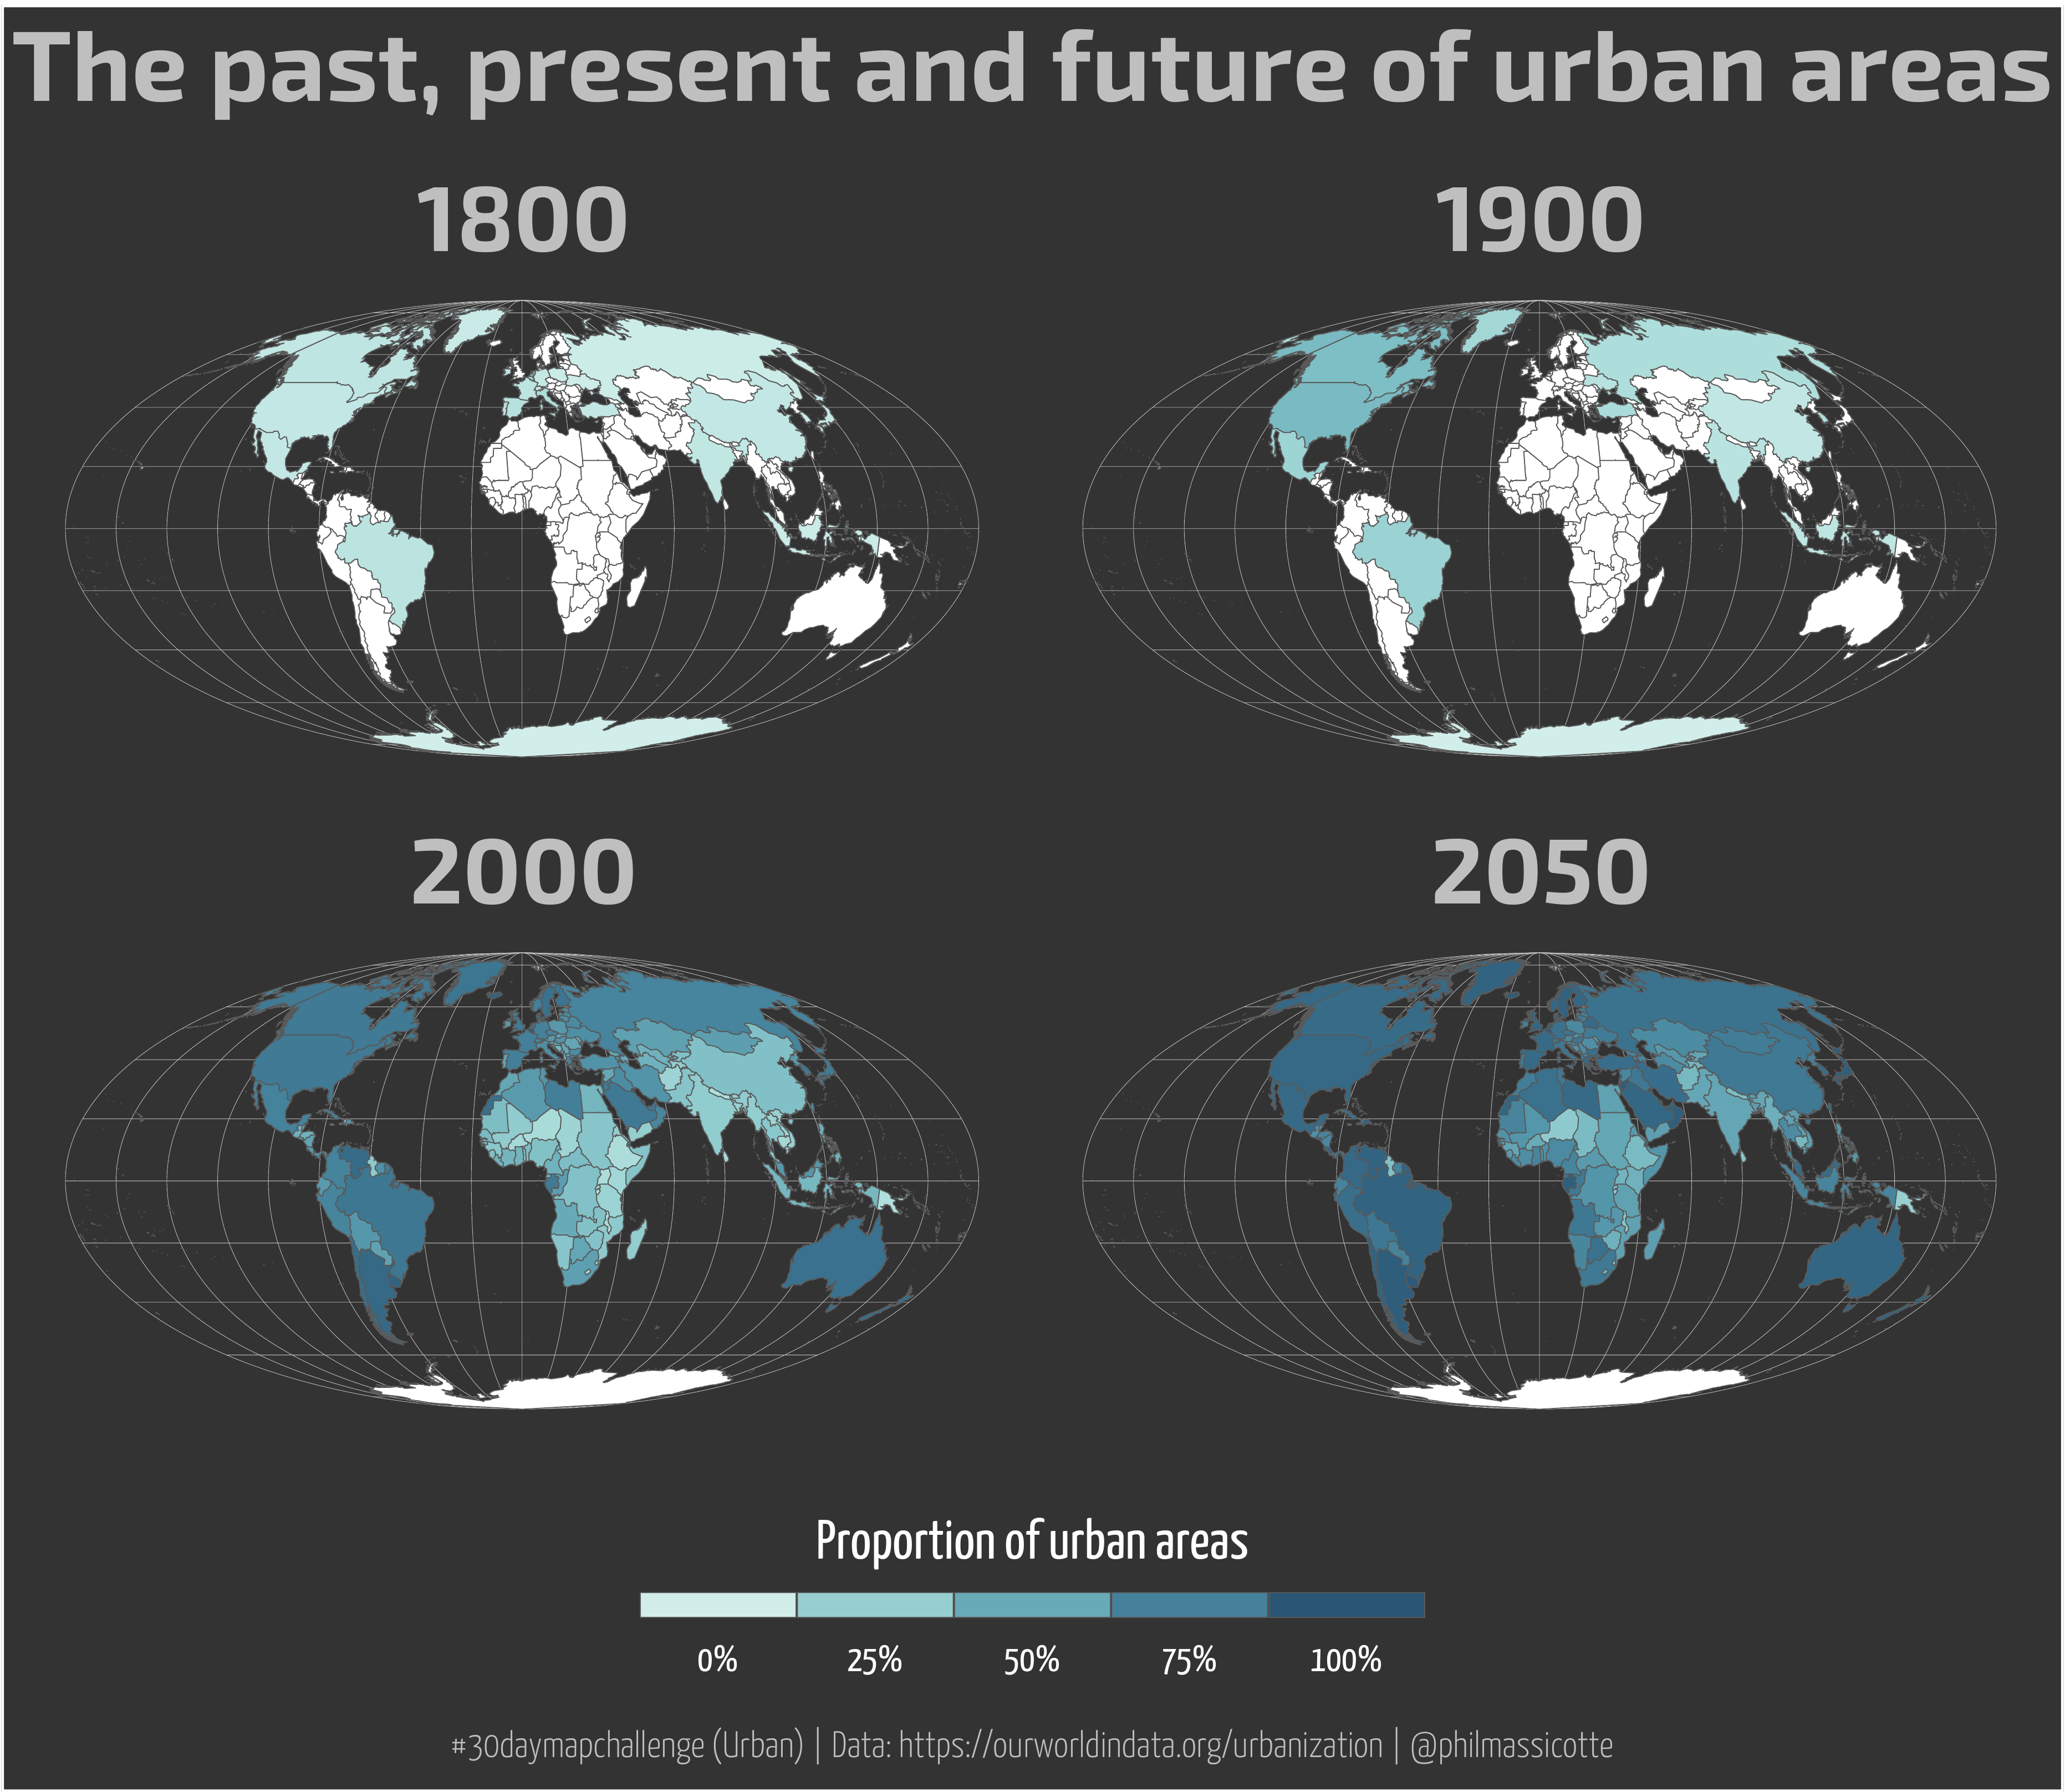 The past, present and future of urban areas
1800
1900
2000
2050
Proportion of urban areas
0% 25% 50% 75% 100%
#30daymapchallenge (Urban) | Data: https://ourworldindata.org/urbanization | @philmassicotte